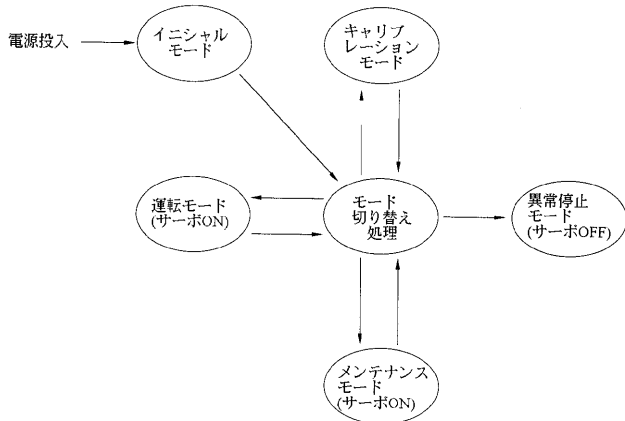 電源投入
イニシャル
モード
キャリブ
レーション
モード
運転モード
(サーボON)
モード
切り替え
処理
異常停止
モード
(サーボOFF)
メンテナンス
モード
(サーボON)